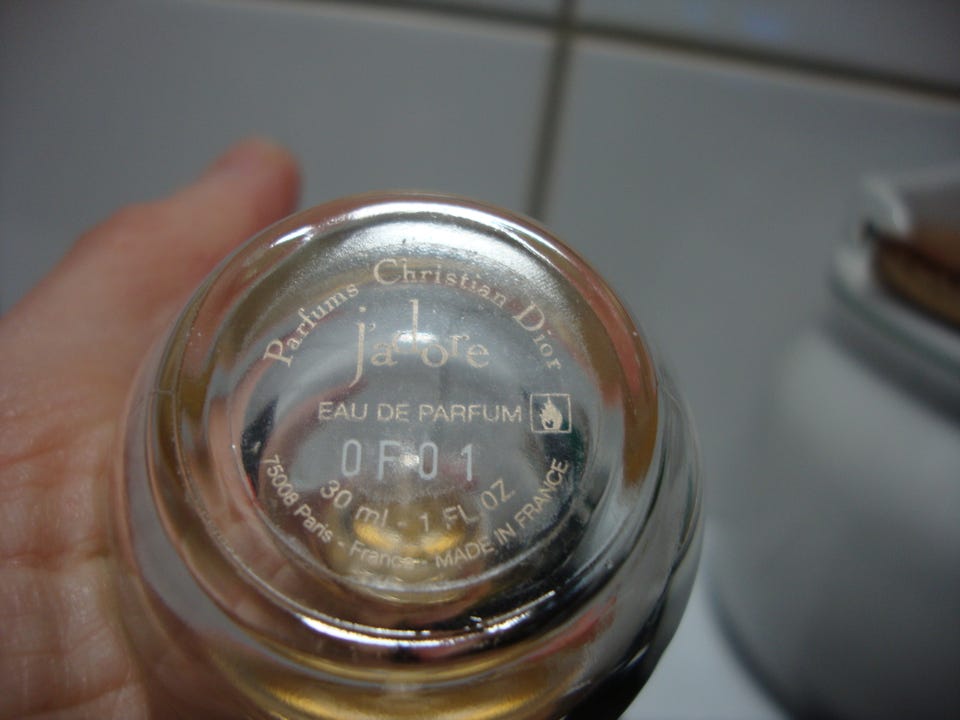 Parfums Christian Dior
j'adore
EAU DE PARFUM
0F01
30 ml - 1 FL OZ
75008 Paris - France - MADE IN FRANCE